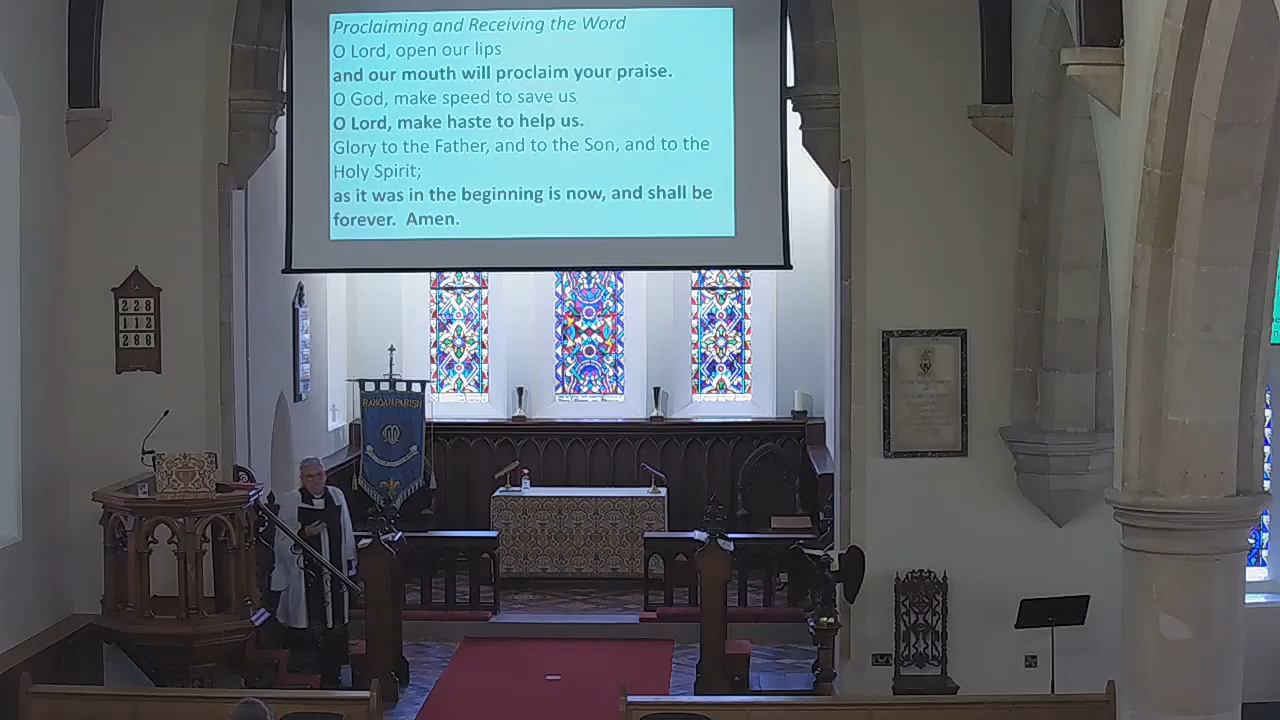 Proclaiming and Receiving the Word
O Lord, open our lips
and our mouth will proclaim your praise.
O God, make speed to save us
O Lord, make haste to help us.
Glory to the Father, and to the Son, and to the
Holy Spirit;
as it was in the beginning is now, and shall be
forever.  Amen.
228
112
288
PARISH